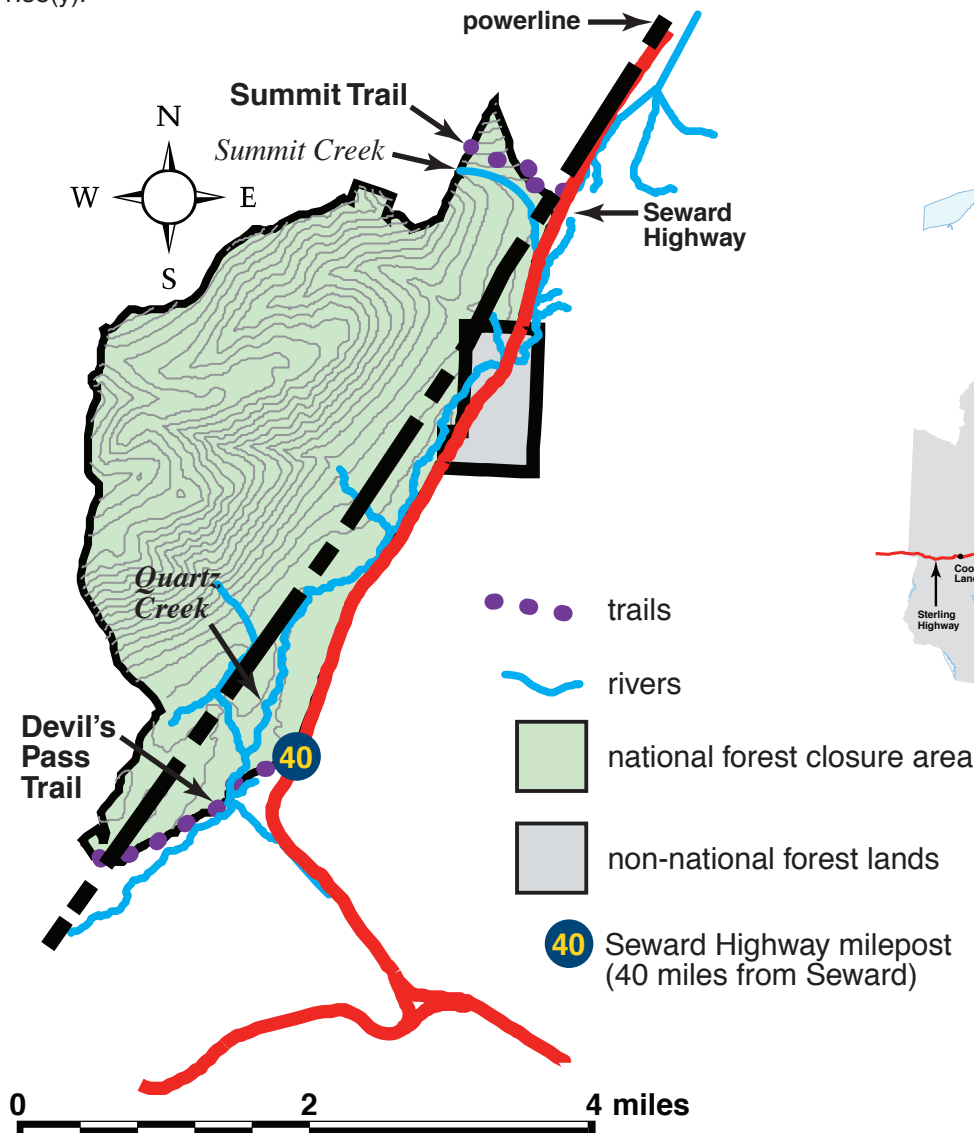 powerline
Summit Trail
Summit Creek
N
W
E
S
Seward
Highway
Quartz
Creek
Devil's
Pass
Trail
40
trails
rivers
national forest closure area
non-national forest lands
40
Seward Highway milepost
(40 miles from Seward)
Sterling
Highway
0
2
4 miles